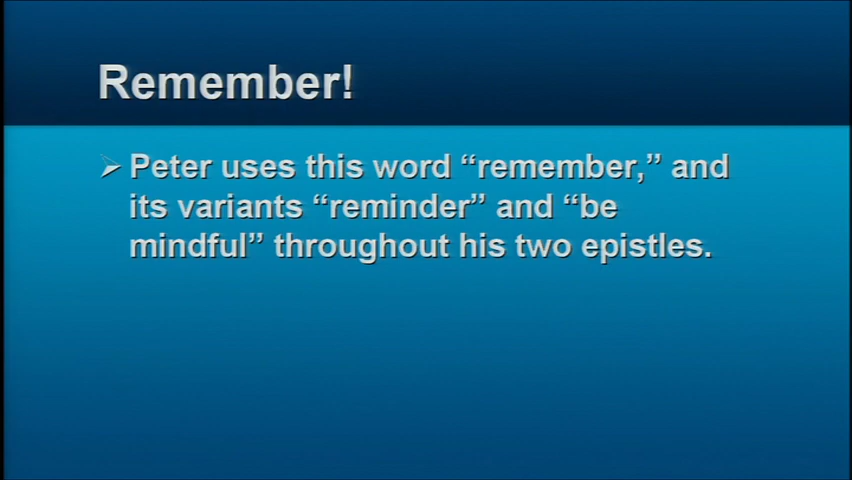 Remember!
Peter uses this word “remember,” and
its variants “reminder” and “be
mindful” throughout his two epistles.